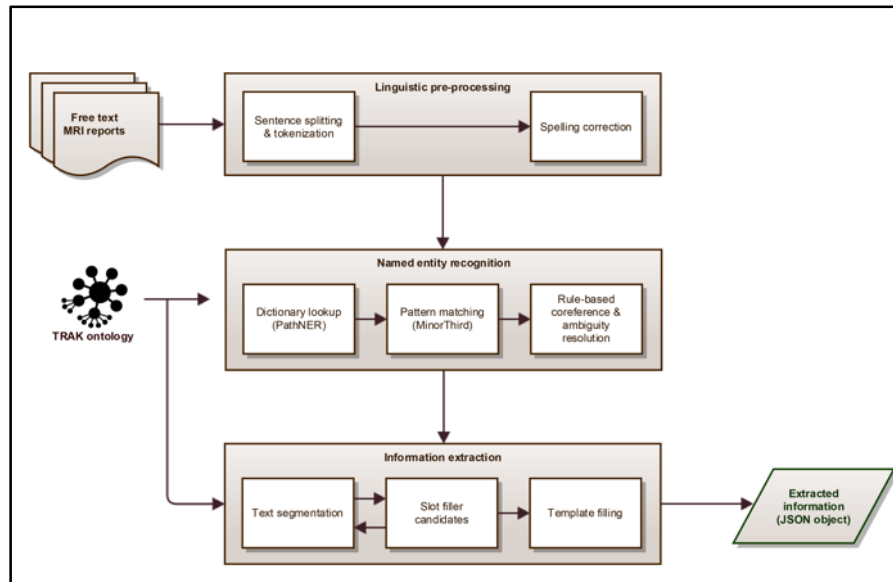 Linguistic pre-processing
Free text
MRI reports
Sentence splitting
& tokenization
Spelling correction
Named entity recognition
TRAK ontology
Dictionary lookup
(PathNER)
Pattern matching
(MinorThird)
Rule-based
coreference &
ambiguity
resolution
Information extraction
Text segmentation
Slot filler
candidates
Template filling
Extracted
information
(JSON object)